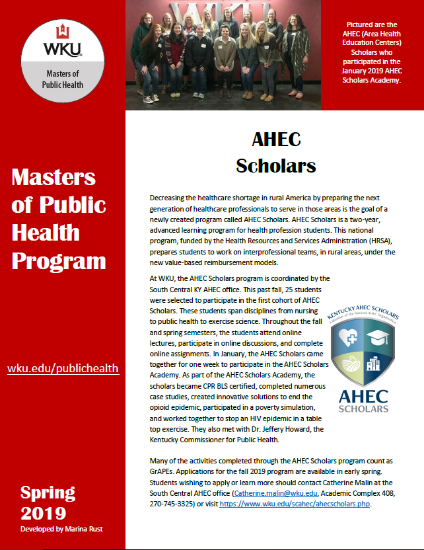 WKU
Masters of
Public Health
Pictured are the
AHEC (Area Health
Education Centers)
Scholars who
participated in the
January 2019 AHEC
Scholars Academy.
Masters
of Public
Health
Program
wku.edu/publichealth
Spring
2019
Developed by Marina Rust
AHEC
Scholars
Decreasing the healthcare shortage in rural America by preparing the next
generation of healthcare professionals to serve in those areas is the goal of a
newly created program called AHEC Scholars. AHEC Scholars is a two-year,
advanced learning program for health profession students. This national
program, funded by the Health Resources and Services Administration (HRSA),
prepares students to work on interprofessional teams, in rural areas, under the
new value-based reimbursement models.
At WKU, the AHEC Scholars program is coordinated by the
South Central KY AHEC office. This past fall, 25 students
were selected to participate in the first cohort of AHEC
Scholars. These students span disciplines from nursing
to public health to exercise science. Throughout the fall
and spring semesters, the students attend online
lectures, participate in online discussions, and complete
online assignments. In January, the AHEC Scholars came
together for one week to participate in the AHEC Scholars
Academy. As part of the AHEC Scholars Academy, the
scholars became CPR BLS certified, completed numerous
case studies, created innovative solutions to end the
opioid epidemic, participated in a poverty simulation,
and worked together to stop an HIV epidemic in a table
top exercise. They also met with Dr. Jeffery Howard, the
Kentucky Commissioner for Public Health.
KENTUCKY AHEC SCHOLARS
AHEC
SCHOLARS
Many of the activities completed through the AHEC Scholars program count as
GrAPEs. Applications for the fall 2019 program are available in early spring.
Students wishing to apply or learn more should contact Catherine Malin at the
South Central AHEC office (Catherine.malin@wku.edu, Academic Complex 408,
270-745-3325) or visit https://www.wku.edu/scahec/ahecscholars.php.